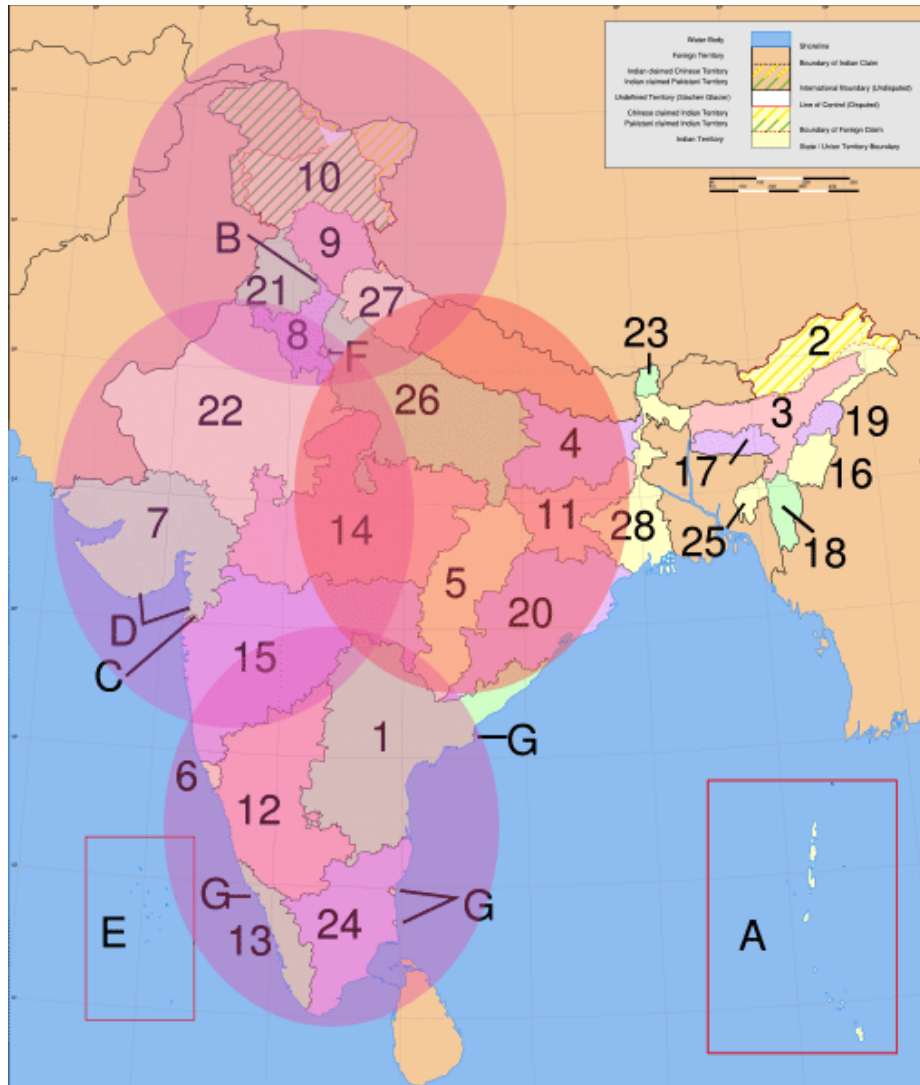 Water Body
Shoreline
Foreign Territory
Boundary of Indian Claim
Indian claimed Chinese Territory
Indian claimed Pakistani Territory
International Boundary (Undisputed)
Undefined Territory (Siachen Glacier)
Line of Control (Disputed)
Chinese claimed Indian Territory
Pakistani claimed Indian Territory
Boundary of Foreign Claim
Indian Territory
State / Union Territory Boundary
10
B
9
21
27
8
F
23
2
26
22
3
19
4
17
16
7
14
11
28
25
18
5
20
D
15
C
1
G
6
12
G
G
24
13
E
A